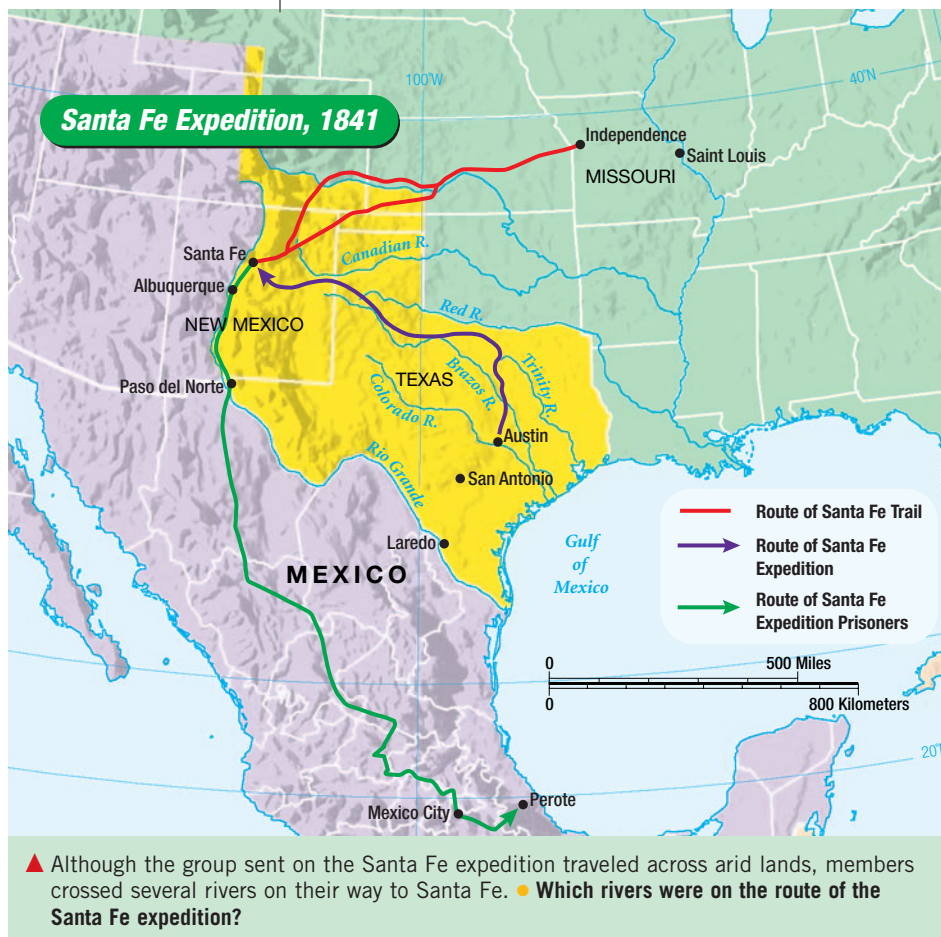 100°W
40°N
Santa Fe Expedition, 1841
Independence
Saint Louis
MISSOURI
Santa Fe
Canadian R.
Albuquerque
Red R.
NEW MEXICO
Paso del Norte
TEXAS
Brazos R.
Trinity R.
Colorado R.
Austin
Rio Grande
San Antonio
Laredo
Gulf
of
Mexico
MEXICO
Route of Santa Fe Trail
Route of Santa Fe
Expedition
Route of Santa Fe
Expedition Prisoners
0 500 Miles
0 800 Kilometers
20°
Mexico City
Perote
▲ Although the group sent on the Santa Fe expedition traveled across arid lands, members
crossed several rivers on their way to Santa Fe. ● Which rivers were on the route of the
Santa Fe expedition?